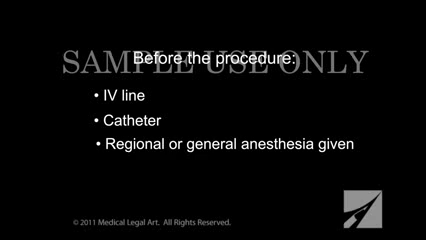 SAMPLE USE ONLY
Before the procedure:
• IV line
• Catheter
• Regional or general anesthesia given
© 2011 Medical Legal Art. All Rights Reserved.